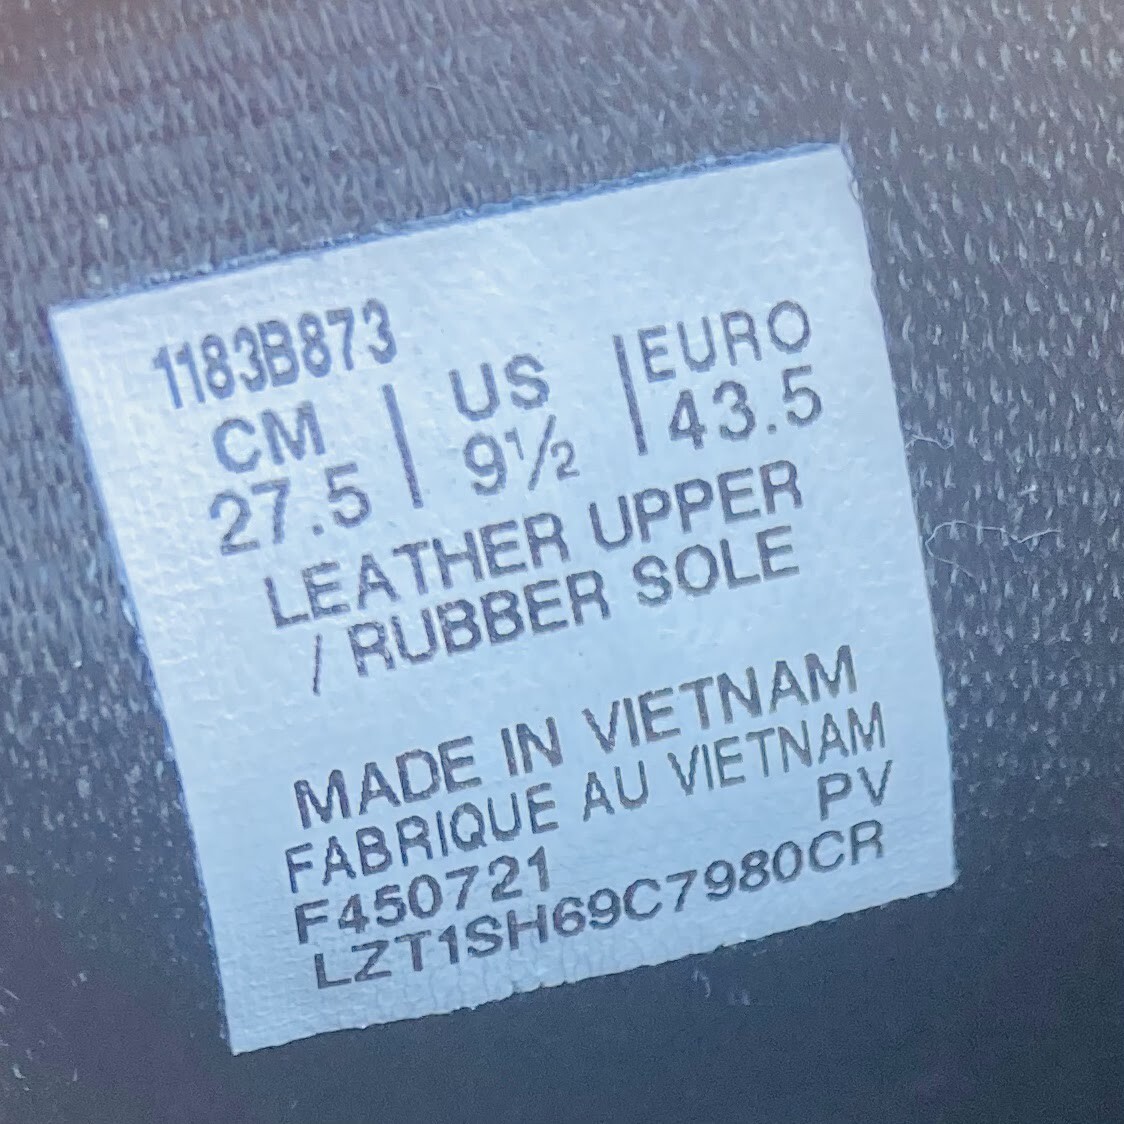 1183B873
CM | US | EURO
27.5 | 9½ | 43.5
LEATHER UPPER
/ RUBBER SOLE
MADE IN VIETNAM
FABRIQUE AU VIETNAM
PV
F450721
LZT1SH69C7980CR